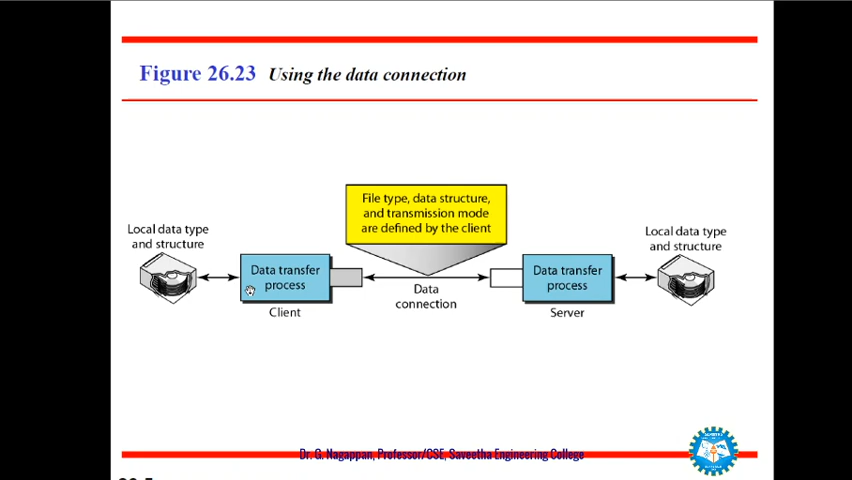 Figure 26.23 Using the data connection
File type, data structure,
and transmission mode
are defined by the client
Local data type
and structure
Local data type
and structure
Data transfer
process
Data transfer
process
Data
connection
Client
Server
Dr. G. Nagappan, Professor/CSE, Saveetha Engineering College